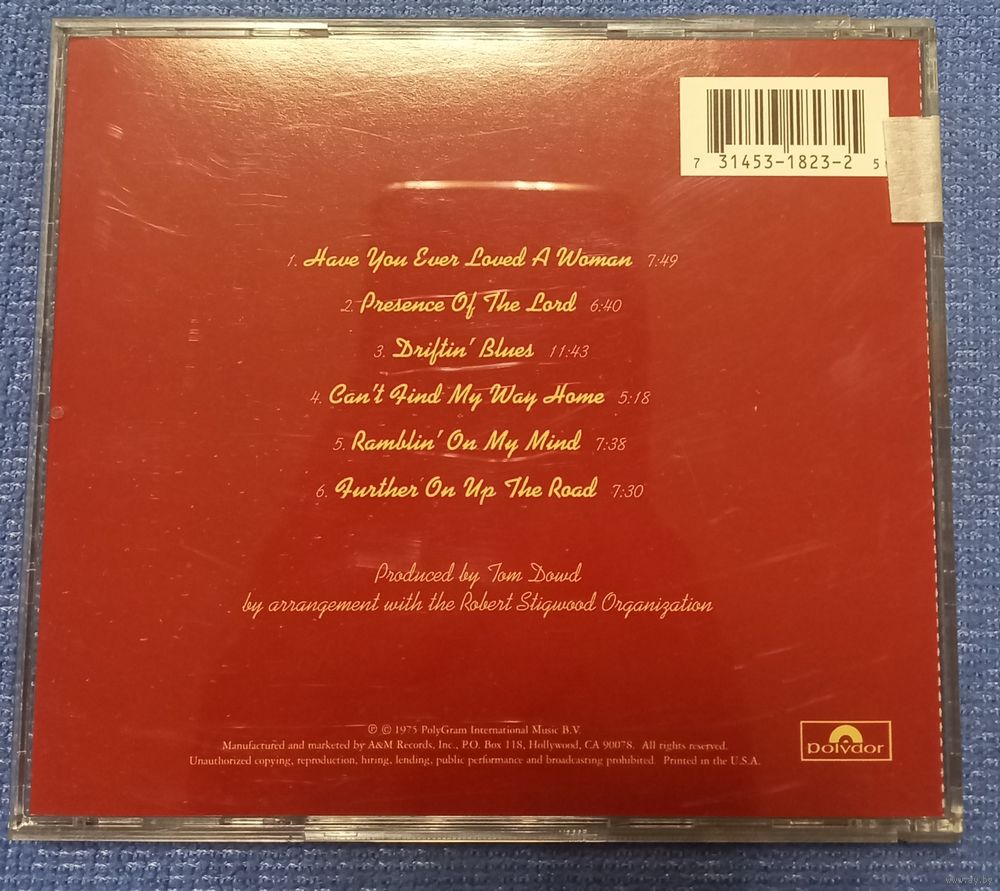 7 31453-1823-2 5
1. Have You Ever Loved A Woman 7:49
2. Presence Of The Lord 6:40
3. Driftin' Blues 11:43
4. Can't Find My Way Home 5:18
5. Ramblin' On My Mind 7:38
6. Further On Up The Road 7:30
Produced by Tom Dowd
by arrangement with the Robert Stigwood Organization
℗ © 1975 PolyGram International Music B.V.
Manufactured and marketed by A&M Records, Inc., P.O. Box 118, Hollywood, CA 90078. All rights reserved.
Unauthorized copying, reproduction, hiring, lending, public performance and broadcasting prohibited. Printed in the U.S.A.
polydor